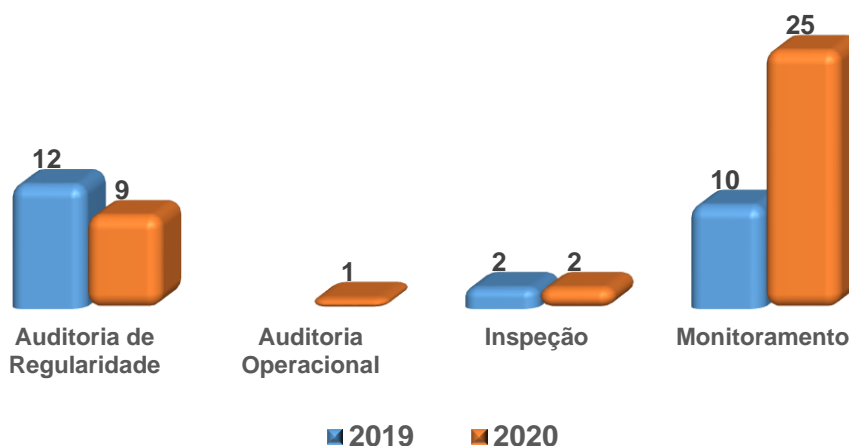 25
12
9
10
1
2
2
Auditoria de
Regularidade
Auditoria
Operacional
Inspeção
Monitoramento
2019 2020